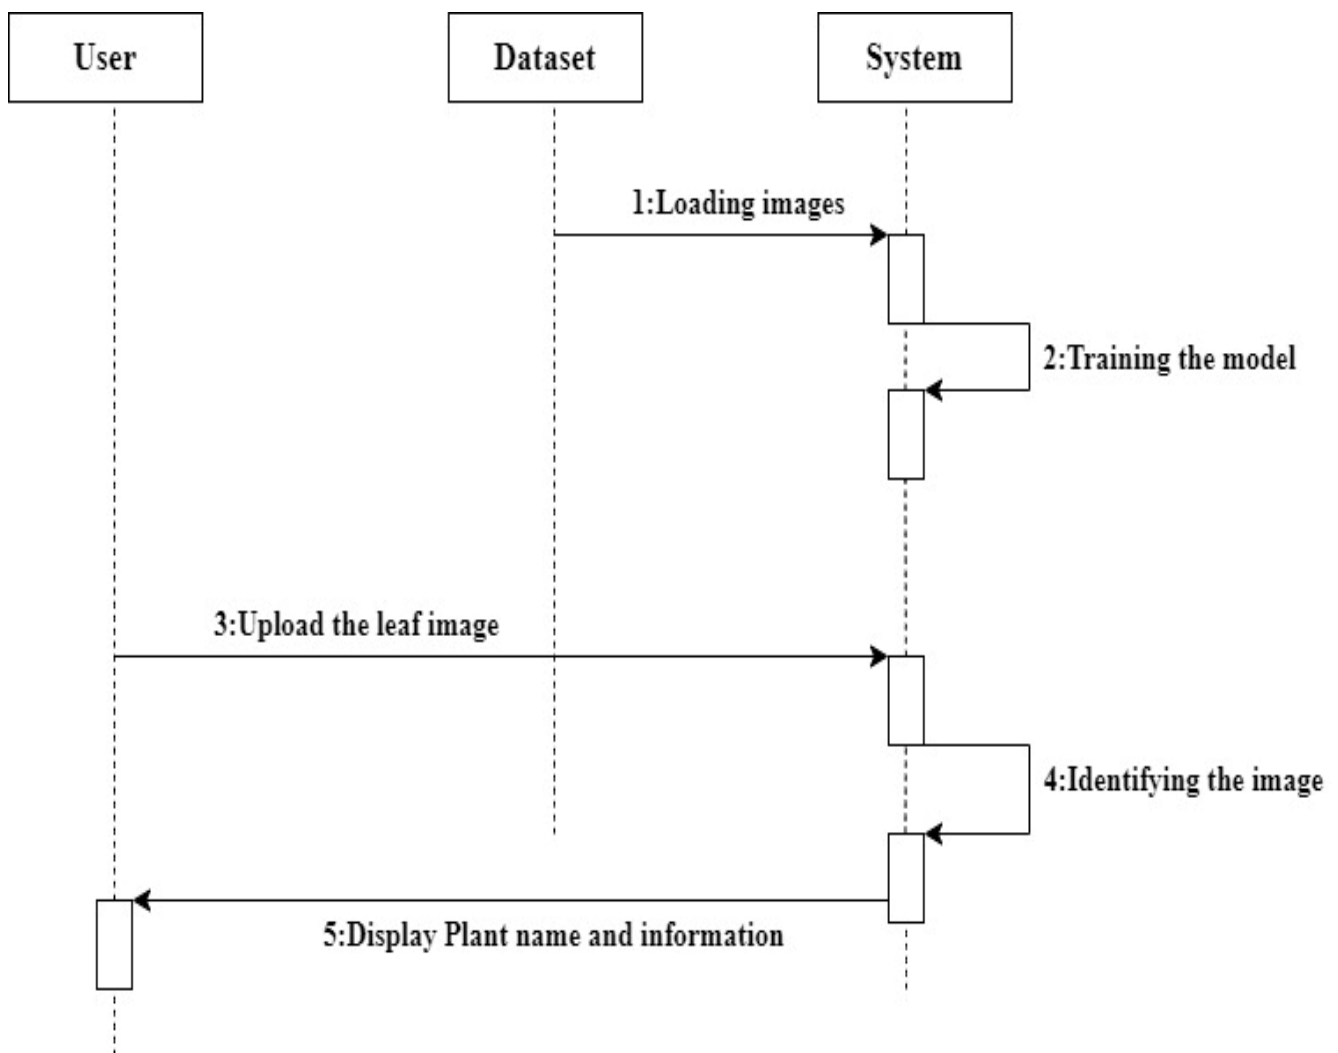 User
Dataset
System
1:Loading images
2:Training the model
3:Upload the leaf image
4:Identifying the image
5:Display Plant name and information